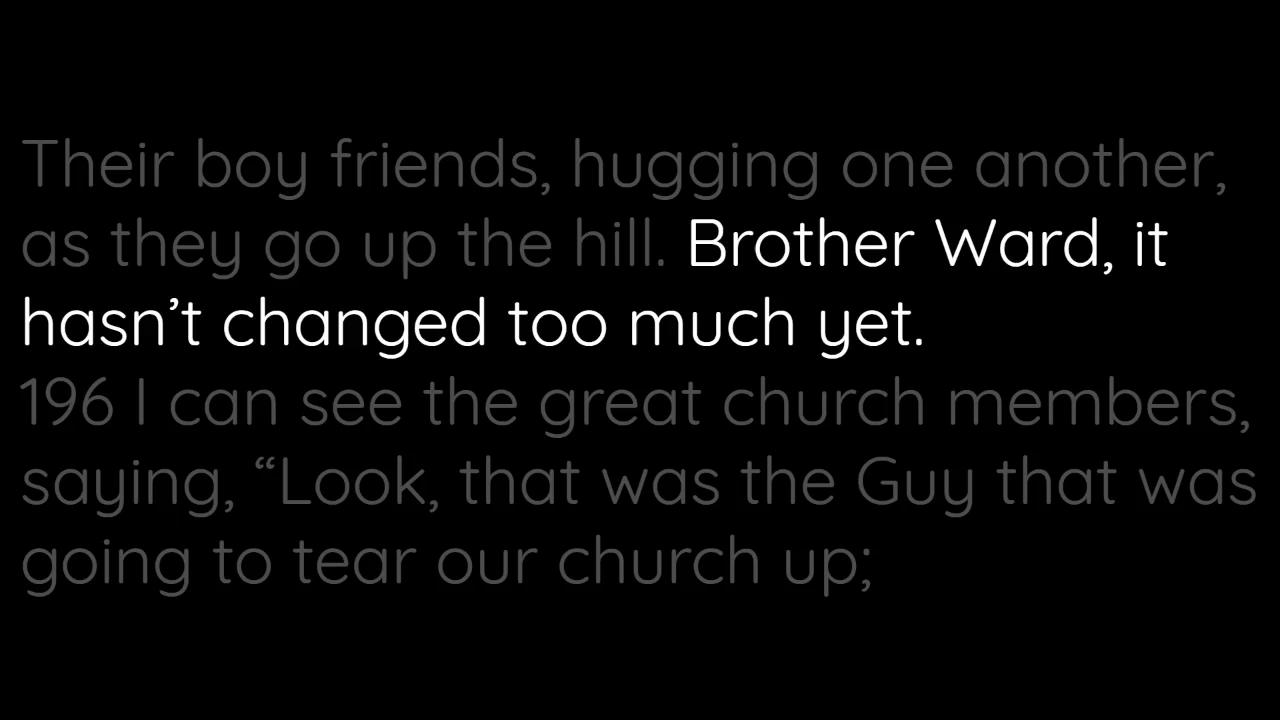 Their boy friends, hugging one another,
as they go up the hill. Brother Ward, it
hasn’t changed too much yet.
196 I can see the great church members,
saying, “Look, that was the Guy that was
going to tear our church up;